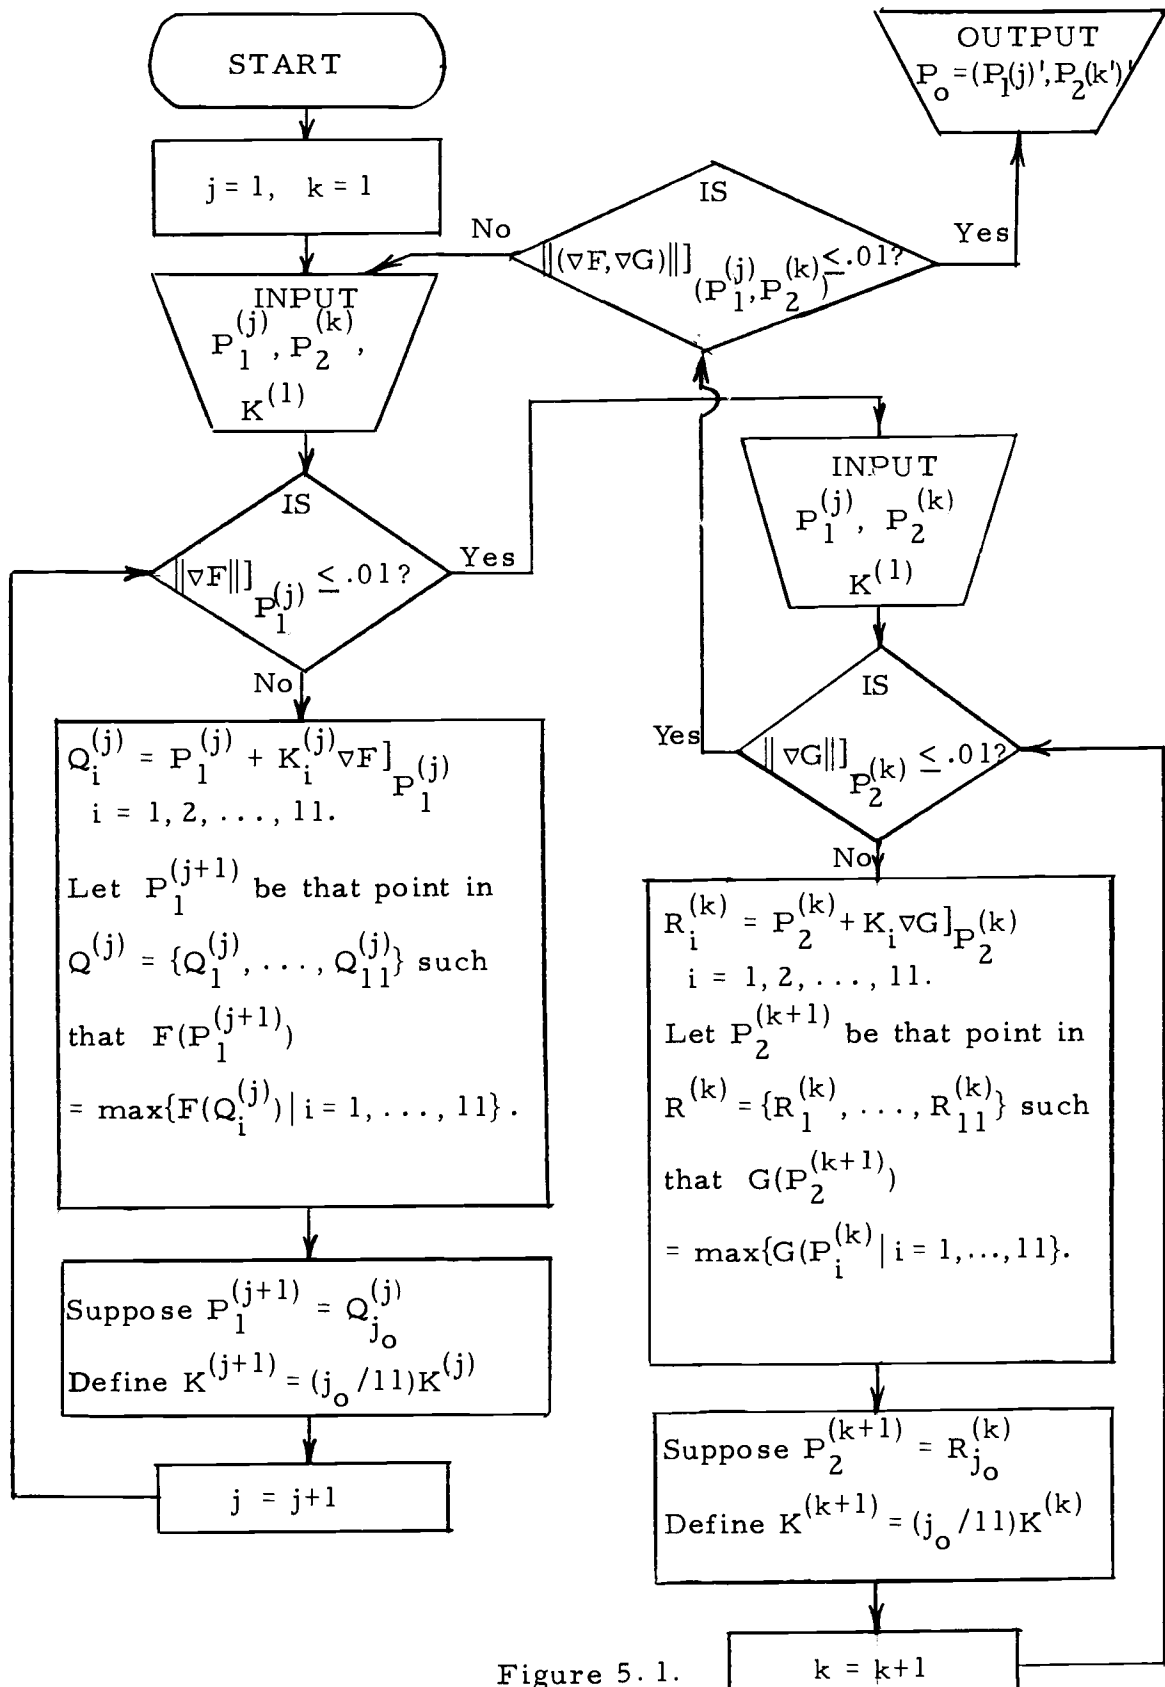 START
j = 1, k = 1
INPUT
P_1^{(j)}, P_2^{(k)},
K^{(1)}
IS
||∇F||]_{P_1^{(j)}} ≤ .01?
Yes
No
Q_i^{(j)} = P_1^{(j)} + K_i^{(j)} ∇F]_{P_1^{(j)}}
i = 1, 2, ..., 11.
Let P_1^{(j+1)} be that point in
Q^{(j)} = {Q_1^{(j)}, ..., Q_{11}^{(j)}} such
that F(P_1^{(j+1)})
= max{F(Q_i^{(j)}) | i = 1, ..., 11}.
Suppose P_1^{(j+1)} = Q_{j_o}^{(j)}
Define K^{(j+1)} = (j_o/11)K^{(j)}
j = j+1
OUTPUT
P_o = (P_1(j)', P_2(k')'
IS
||(∇F, ∇G)||]_{(P_1^{(j)}, P_2^{(k)})} ≤ .01?
No
Yes
INPUT
P_1^{(j)}, P_2^{(k)}
K^{(1)}
IS
||∇G||]_{P_2^{(k)}} ≤ .01?
Yes
No
R_i^{(k)} = P_2^{(k)} + K_i ∇G]_{P_2^{(k)}}
i = 1, 2, ..., 11.
Let P_2^{(k+1)} be that point in
R^{(k)} = {R_1^{(k)}, ..., R_{11}^{(k)}} such
that G(P_2^{(k+1)})
= max{G(P_i^{(k)} | i = 1, ..., 11}.
Suppose P_2^{(k+1)} = R_{j_o}^{(k)}
Define K^{(k+1)} = (j_o/11)K^{(k)}
k = k+1
Figure 5.1.